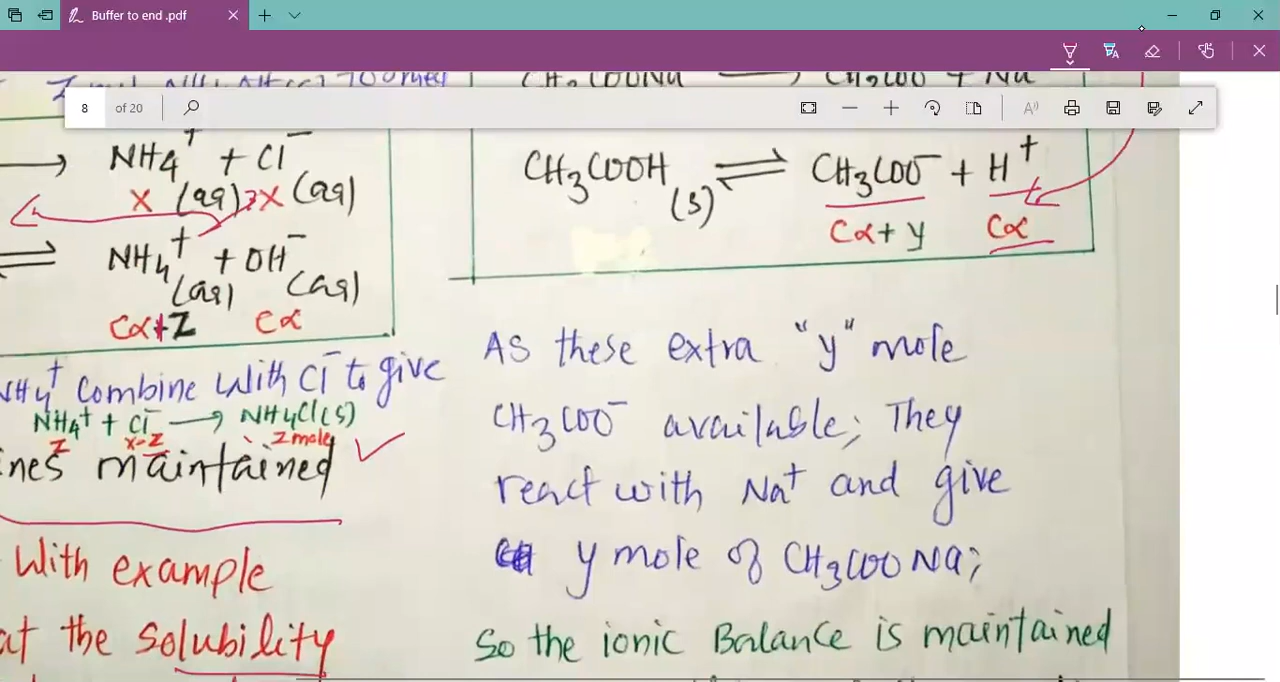 Buffer to end .pdf
8 of 20
→ NH4⁺ + Cl⁻
x (aq) x (aq)
⇌ NH4⁺ + OH⁻
(aq) (aq)
Cα+Z Cα
NH4⁺ combine with Cl⁻ to give
NH4⁺ + Cl⁻ → NH4Cl(s)
Z x-Z Z mole
maintained
With example
at the solubility
CH3COOH(s) ⇌ CH3COO⁻ + H⁺
Cα+y Cα
As these extra "y" mole
CH3COO⁻ available; They
react with Na⁺ and give
y mole of CH3COONa;
So the ionic Balance is maintained